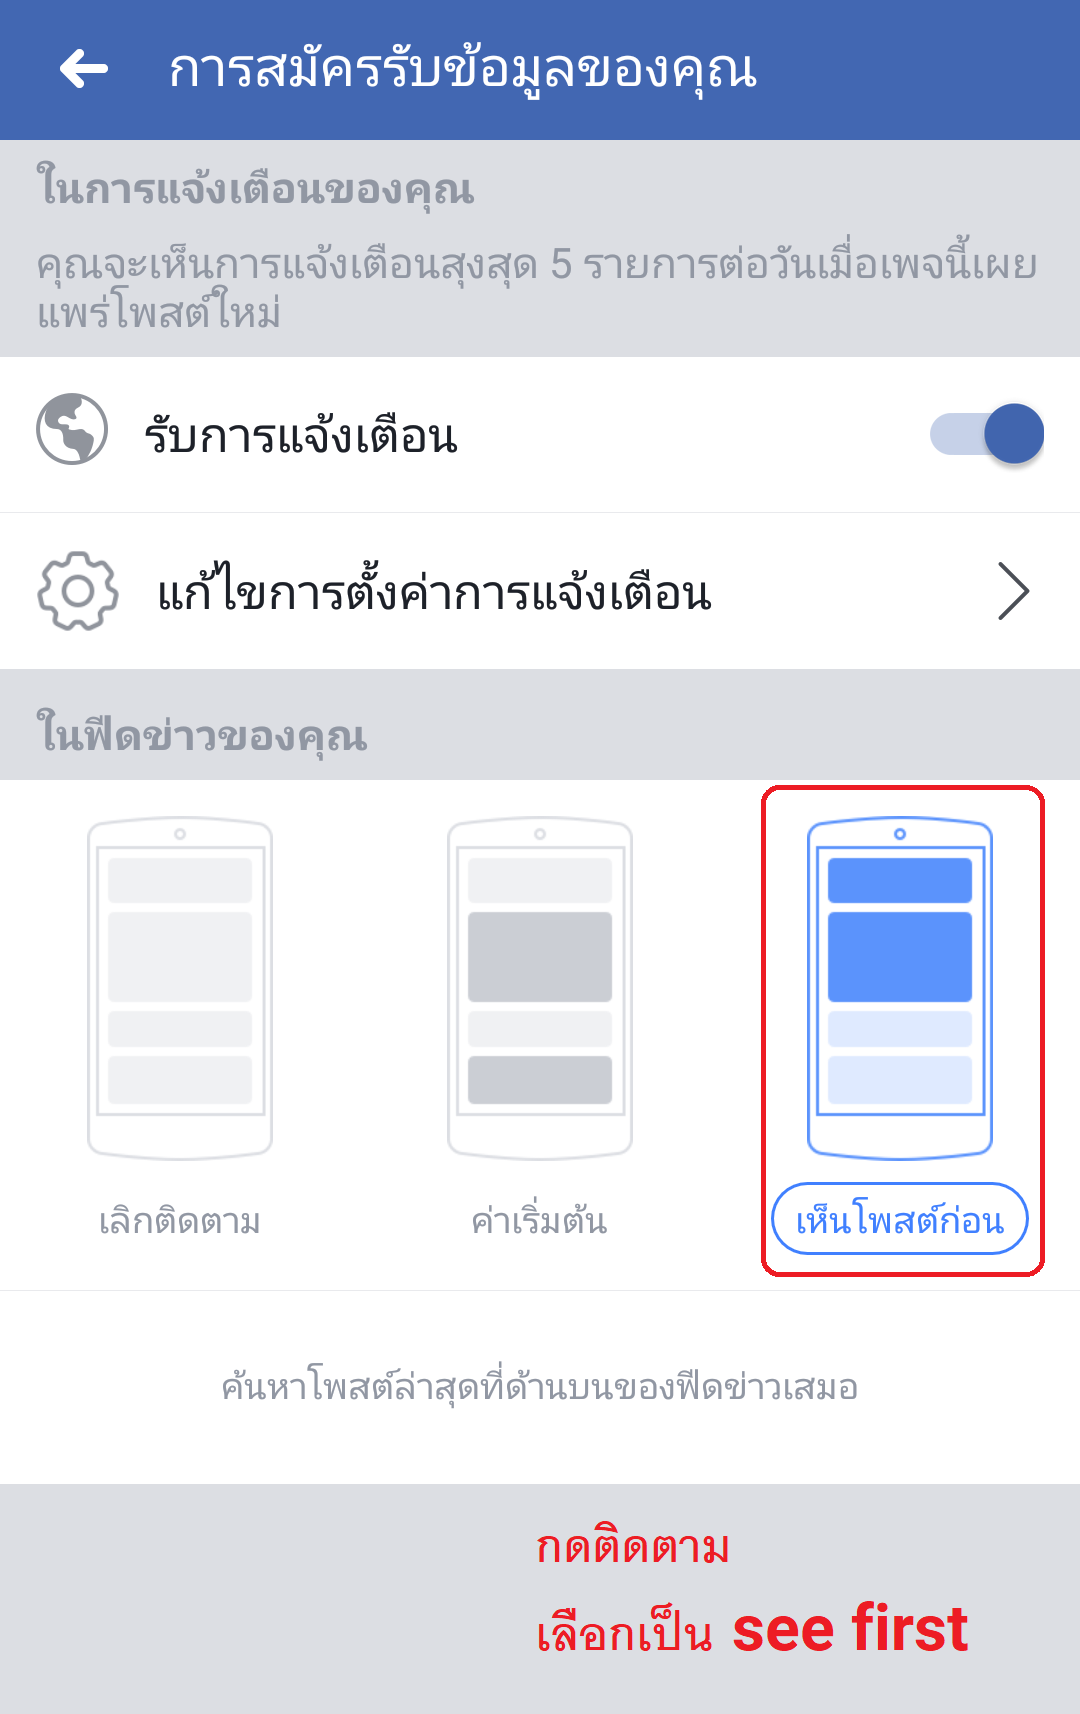 การสมัครรับข้อมูลของคุณ
ในการแจ้งเตือนของคุณ
คุณจะเห็นการแจ้งเตือนสุงสุด 5 รายการต่อวันเมื่อเพจนี้เผย
แพร่โพสต์ใหม่
รับการแจ้งเตือน
แก้ไขการตั้งค่าการแจ้งเตือน
ในฟีดข่าวของคุณ
เลิกติดตาม
ค่าเริ่มต้น
เห็นโพสต์ก่อน
ค้นหาโพสต์ล่าสุดที่ด้านบนของฟีดข่าวเสมอ
กดติดตาม
เลือกเป็น see first